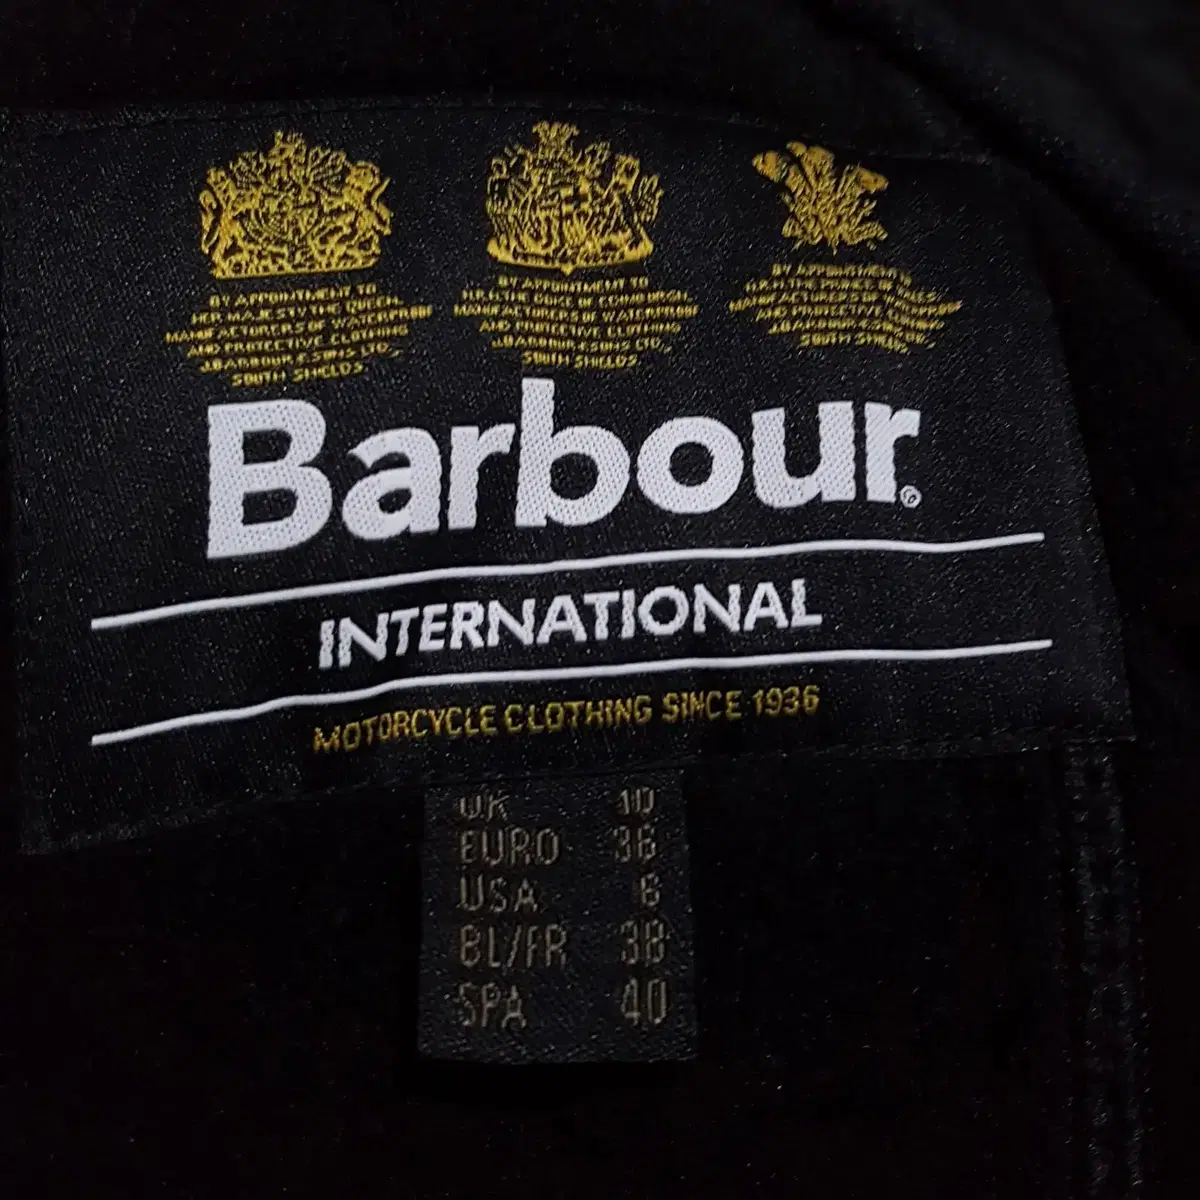 BY APPOINTMENT TO
HER MAJESTY THE QUEEN
MANUFACTURERS OF WATERPROOF
AND PROTECTIVE CLOTHING
J.BARBOUR & SONS LTD.
SOUTH SHIELDS
BY APPOINTMENT TO
H.R.H. THE DUKE OF EDINBURGH
MANUFACTURERS OF WATERPROOF
AND PROTECTIVE CLOTHING
J.BARBOUR & SONS LTD.
SOUTH SHIELDS
BY APPOINTMENT TO
H.R.H. THE PRINCE OF WALES
MANUFACTURERS OF WATERPROOF
AND PROTECTIVE CLOTHING
J.BARBOUR & SONS LTD.
SOUTH SHIELDS
Barbour
INTERNATIONAL
MOTORCYCLE CLOTHING SINCE 1936
UK 10
EURO 36
USA 6
BL/FR 38
SPA 40